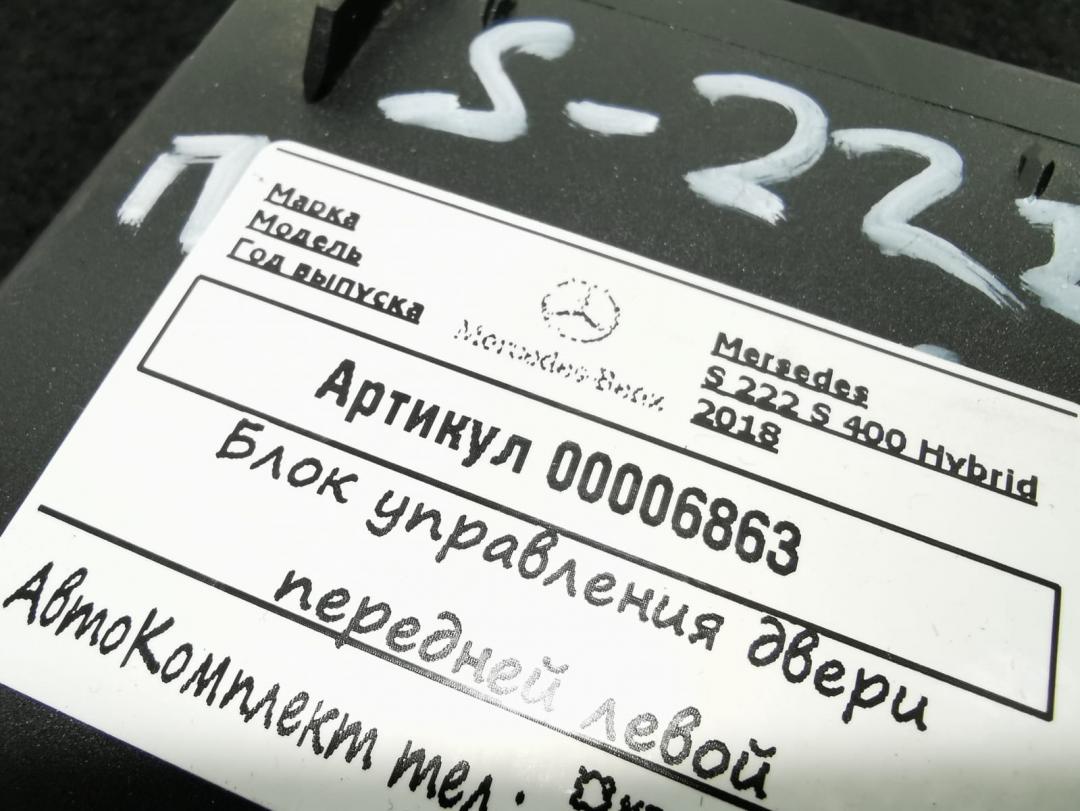 S-222
П
Марка
Модель
Год выпуска
Mercedes-Benz
Mersedes
S 222 S 400 Hybrid
2018
Артикул 00006863
Блок управления двери
передней левой
АвтоКомплект тел.